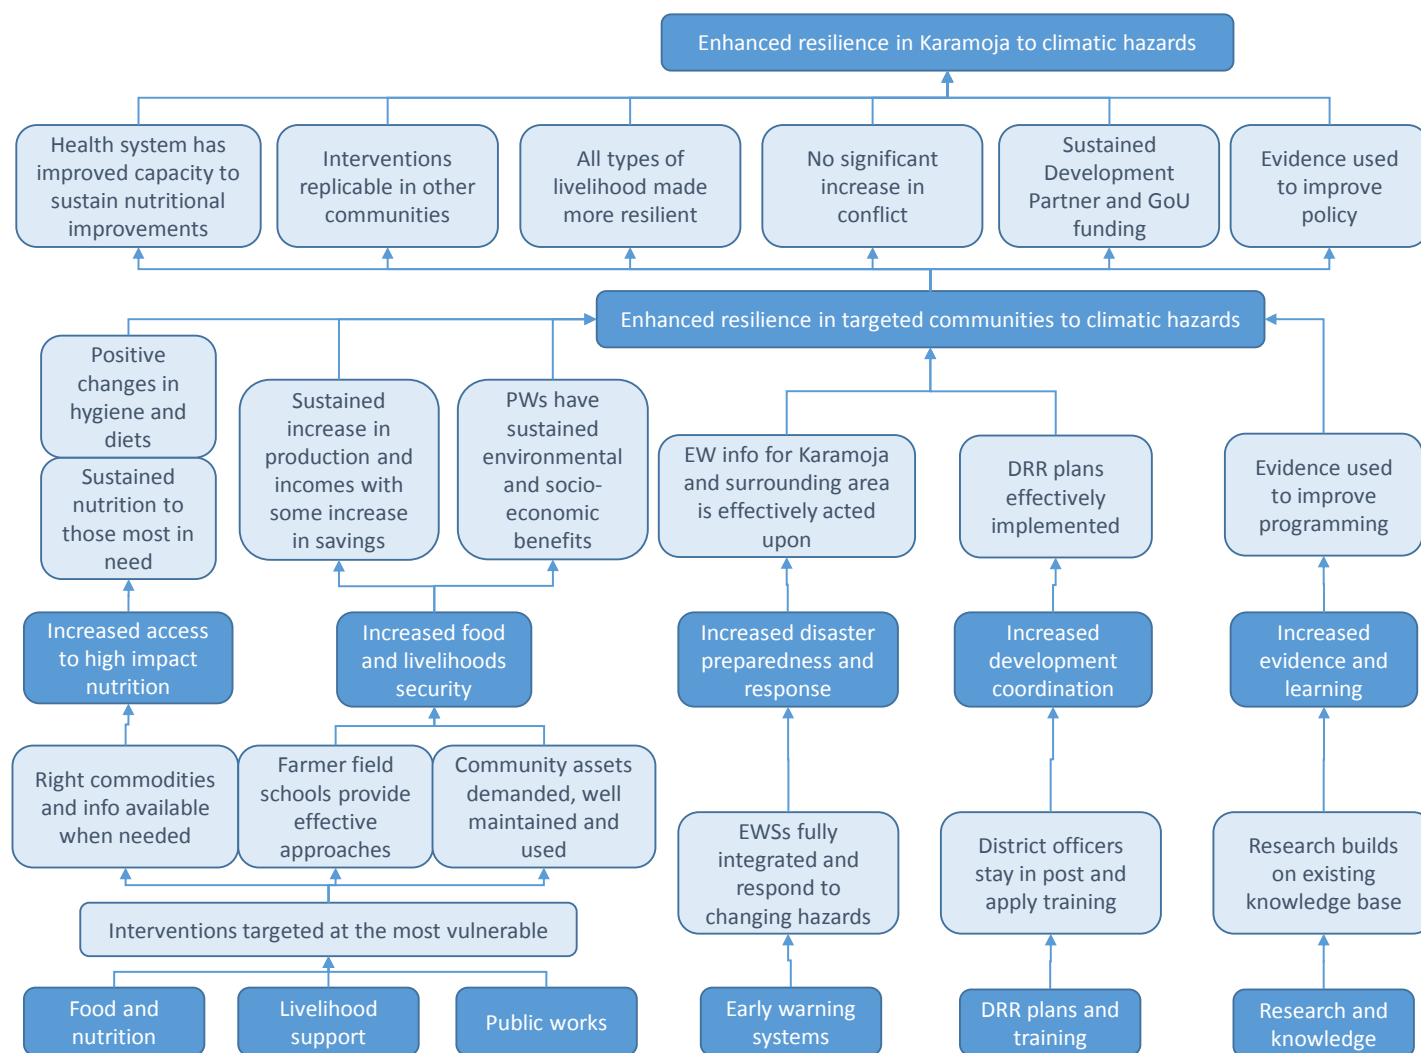 Enhanced resilience in Karamoja to climatic hazards
Health system has
improved capacity to
sustain nutritional
improvements
Interventions
replicable in other
communities
All types of
livelihood made
more resilient
No significant
increase in
conflict
Sustained
Development
Partner and GoU
funding
Evidence used
to improve
policy
Enhanced resilience in targeted communities to climatic hazards
Positive
changes in
hygiene and
diets
Sustained
nutrition to
those most in
need
Sustained
increase in
production and
incomes with
some increase
in savings
PWs have
sustained
environmental
and socio-
economic
benefits
EW info for Karamoja
and surrounding area
is effectively acted
upon
DRR plans
effectively
implemented
Evidence used
to improve
programming
Increased access
to high impact
nutrition
Increased food
and livelihoods
security
Increased disaster
preparedness and
response
Increased
development
coordination
Increased
evidence and
learning
Right commodities
and info available
when needed
Farmer field
schools provide
effective
approaches
Community assets
demanded, well
maintained and
used
EWSs fully
integrated and
respond to
changing hazards
District officers
stay in post and
apply training
Research builds
on existing
knowledge base
Interventions targeted at the most vulnerable
Food and
nutrition
Livelihood
support
Public works
Early warning
systems
DRR plans and
training
Research and
knowledge